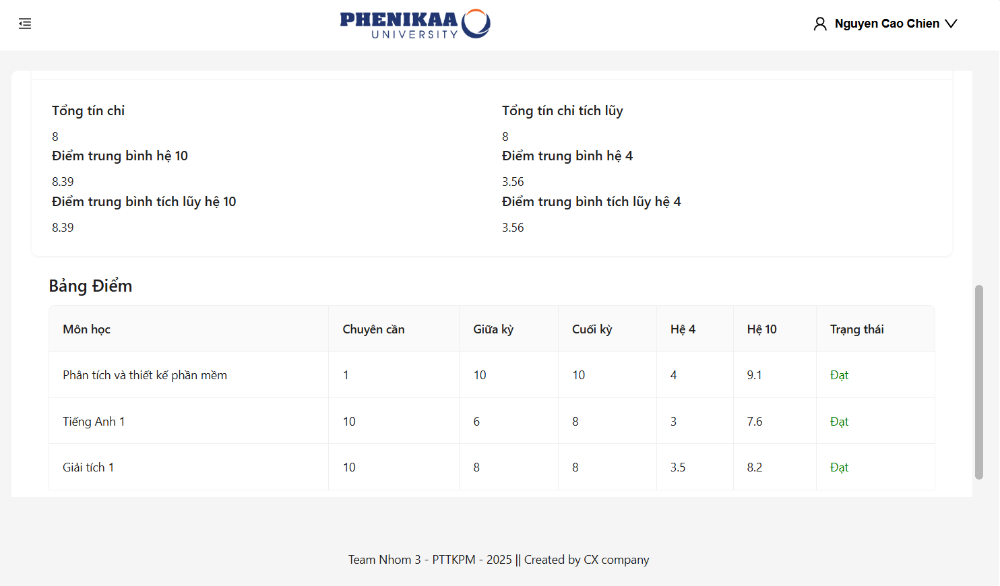 PHENIKAA
UNIVERSITY
Nguyen Cao Chien
Tổng tín chỉ
8
Tổng tín chỉ tích lũy
8
Điểm trung bình hệ 10
8.39
Điểm trung bình hệ 4
3.56
Điểm trung bình tích lũy hệ 10
8.39
Điểm trung bình tích lũy hệ 4
3.56
Bảng Điểm
Môn học Chuyên cần Giữa kỳ Cuối kỳ Hệ 4 Hệ 10 Trạng thái
Phân tích và thiết kế phần mềm 1 10 10 4 9.1 Đạt
Tiếng Anh 1 10 6 8 3 7.6 Đạt
Giải tích 1 10 8 8 3.5 8.2 Đạt
Team Nhom 3 - PTTKPM - 2025 || Created by CX company